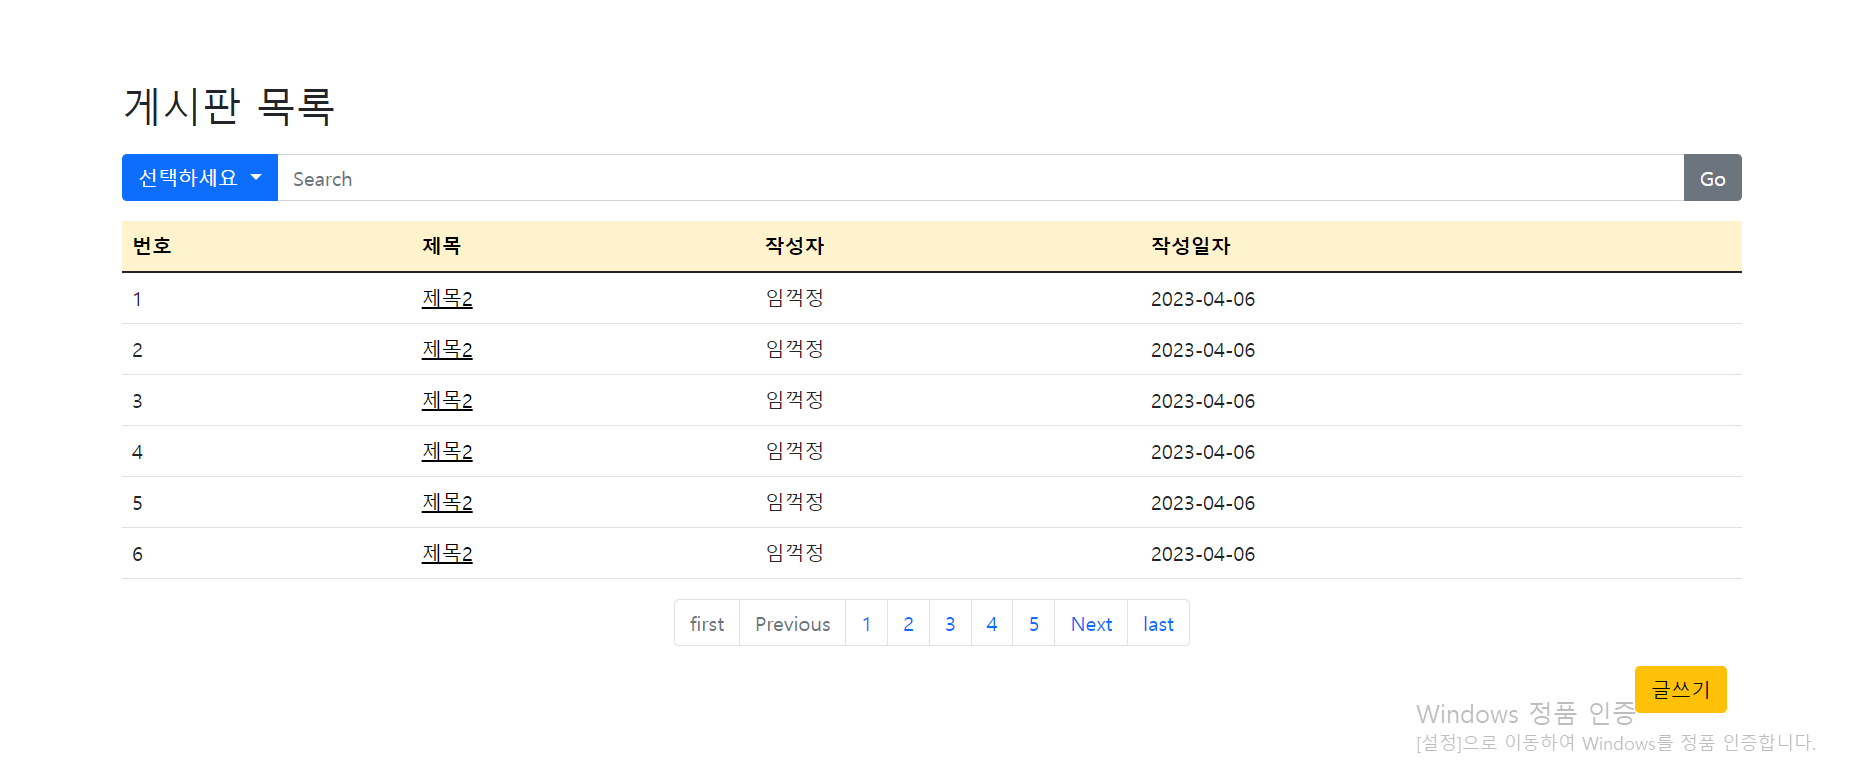 게시판 목록
선택하세요 Search Go
번호 제목 작성자 작성일자
1 제목2 임꺽정 2023-04-06
2 제목2 임꺽정 2023-04-06
3 제목2 임꺽정 2023-04-06
4 제목2 임꺽정 2023-04-06
5 제목2 임꺽정 2023-04-06
6 제목2 임꺽정 2023-04-06
first Previous 1 2 3 4 5 Next last
글쓰기
Windows 정품 인증
[설정]으로 이동하여 Windows를 정품 인증합니다.